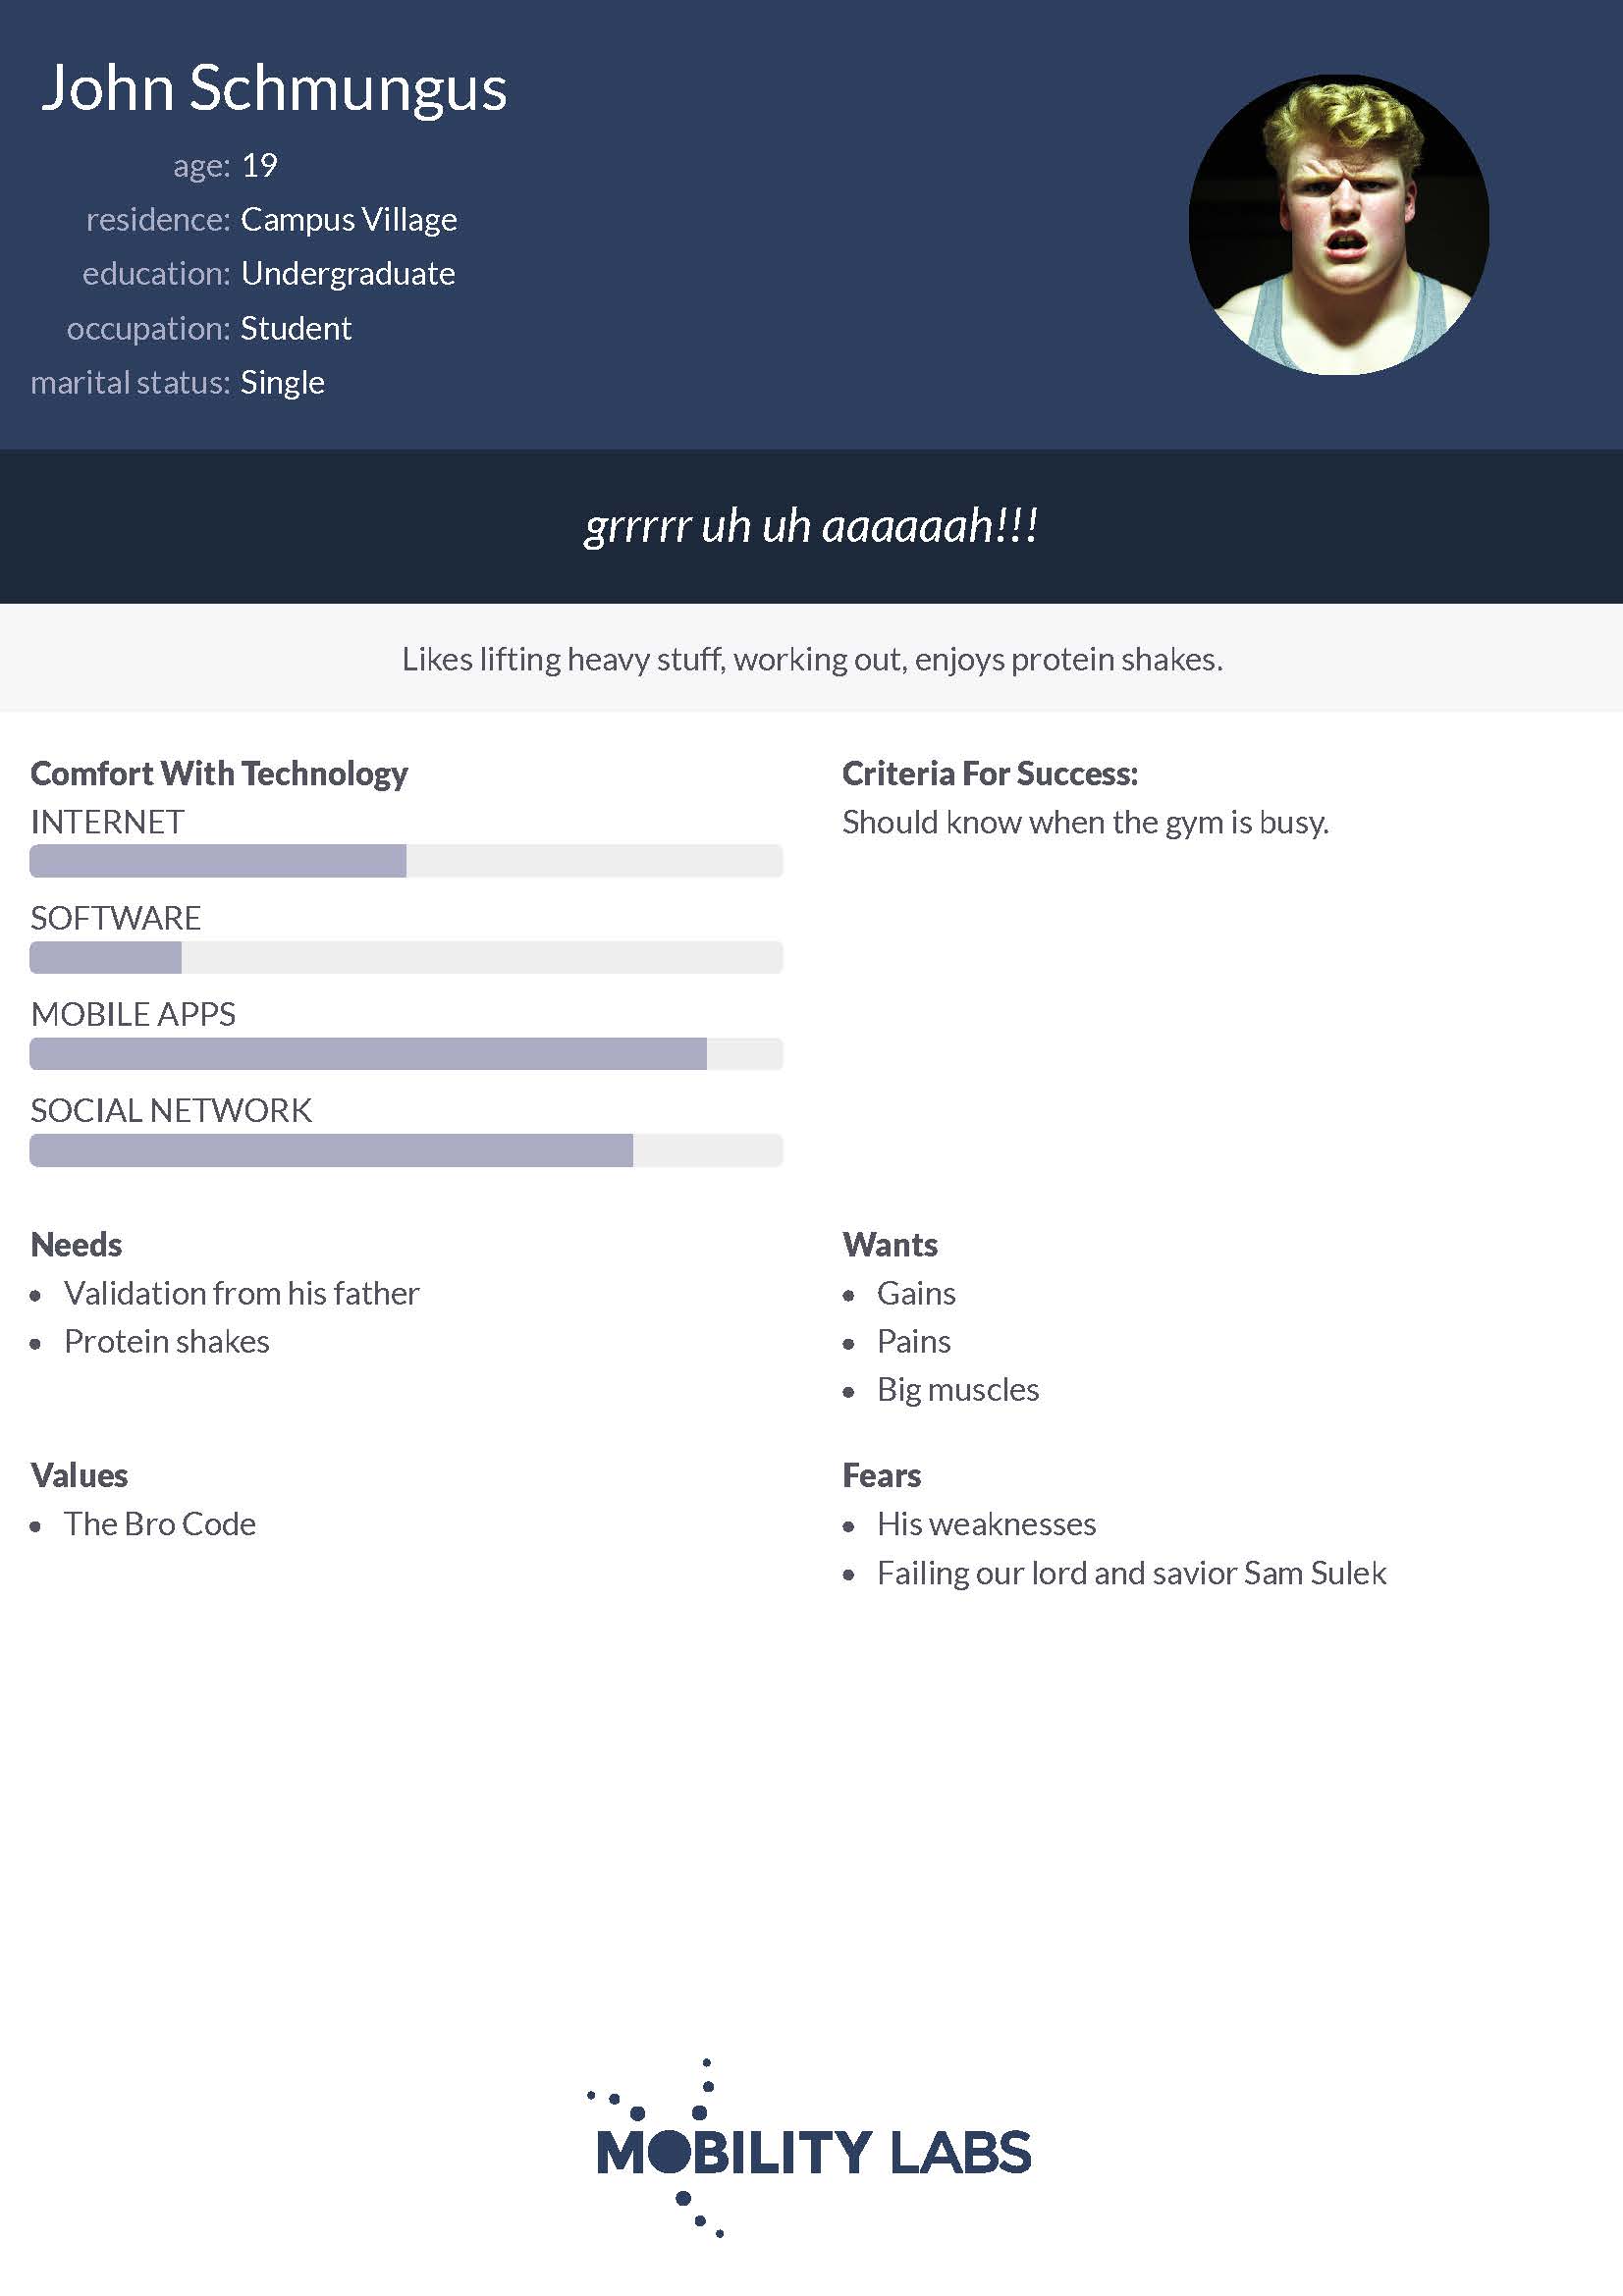 John Schmungus
age: 19
residence: Campus Village
education: Undergraduate
occupation: Student
marital status: Single
grrrrr uh uh aaaaaah!!!
Likes lifting heavy stuff, working out, enjoys protein shakes.
Comfort With Technology
INTERNET
SOFTWARE
MOBILE APPS
SOCIAL NETWORK
Criteria For Success:
Should know when the gym is busy.
Needs
• Validation from his father
• Protein shakes
Wants
• Gains
• Pains
• Big muscles
Values
• The Bro Code
Fears
• His weaknesses
• Failing our lord and savior Sam Sulek
MOBILITY LABS